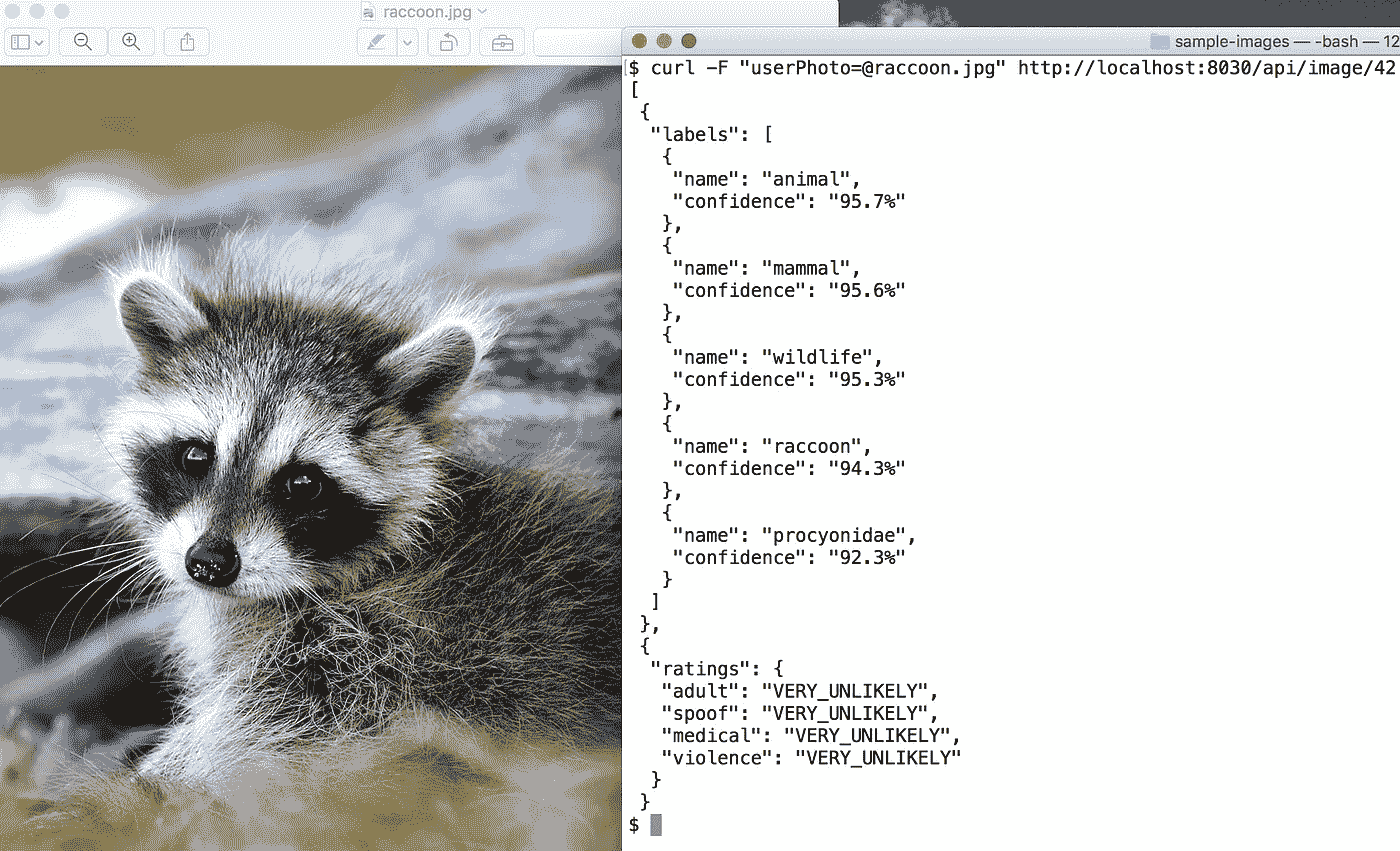 raccoon.jpg
sample-images — -bash — 12
$ curl -F "userPhoto=@raccoon.jpg" http://localhost:8030/api/image/42
[
{
"labels": [
{
"name": "animal",
"confidence": "95.7%"
},
{
"name": "mammal",
"confidence": "95.6%"
},
{
"name": "wildlife",
"confidence": "95.3%"
},
{
"name": "raccoon",
"confidence": "94.3%"
},
{
"name": "procyonidae",
"confidence": "92.3%"
}
]
},
{
"ratings": {
"adult": "VERY_UNLIKELY",
"spoof": "VERY_UNLIKELY",
"medical": "VERY_UNLIKELY",
"violence": "VERY_UNLIKELY"
}
}
$